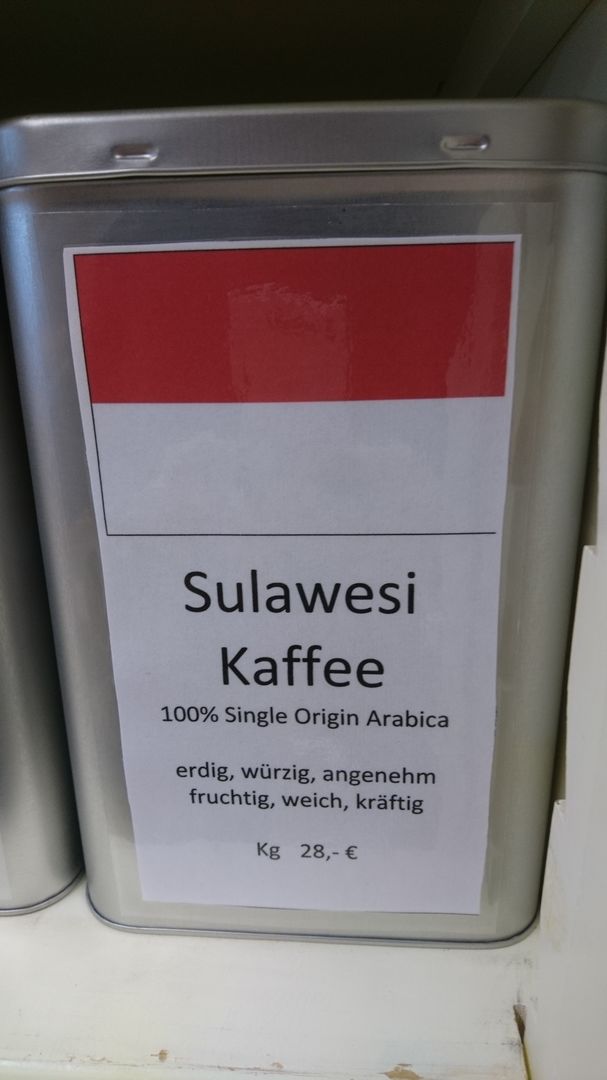 Sulawesi
Kaffee
100% Single Origin Arabica
erdig, würzig, angenehm
fruchtig, weich, kräftig
Kg 28,- €